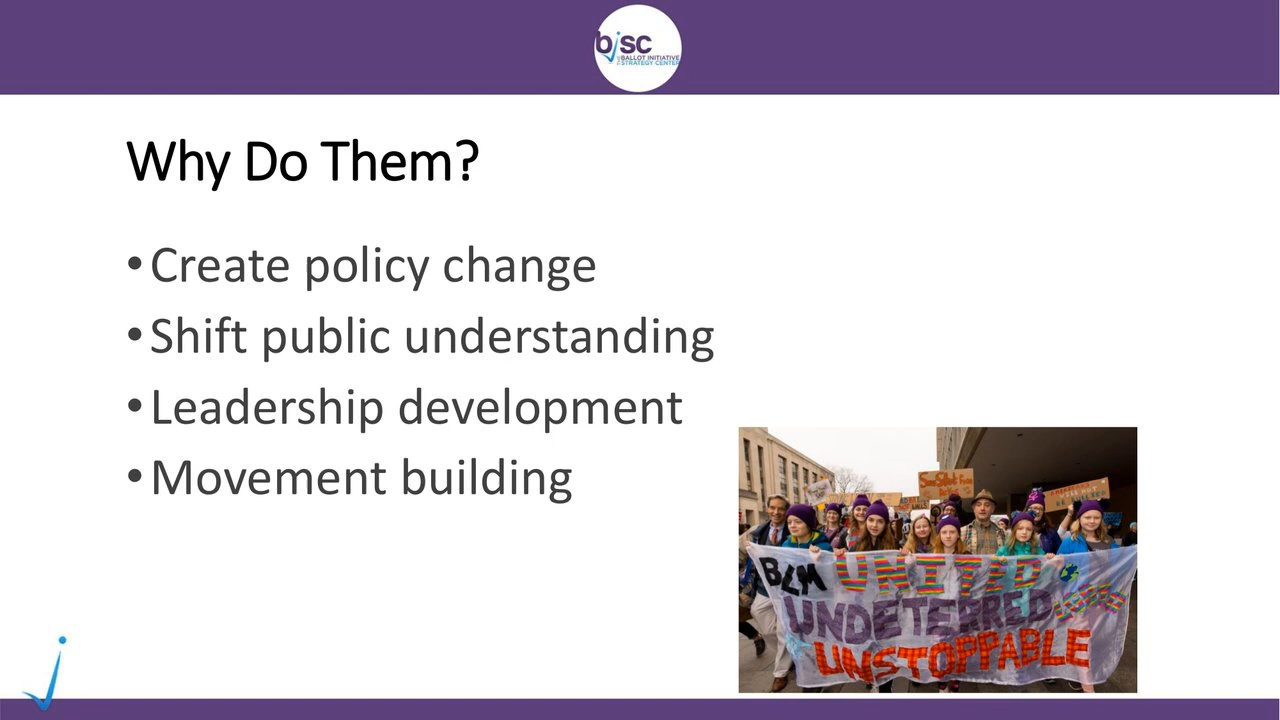 bisc
BALLOT INITIATIVE
STRATEGY CENTER
Why Do Them?
• Create policy change
• Shift public understanding
• Leadership development
• Movement building
BLM UNITED
UNDETERRED
UNSTOPPABLE